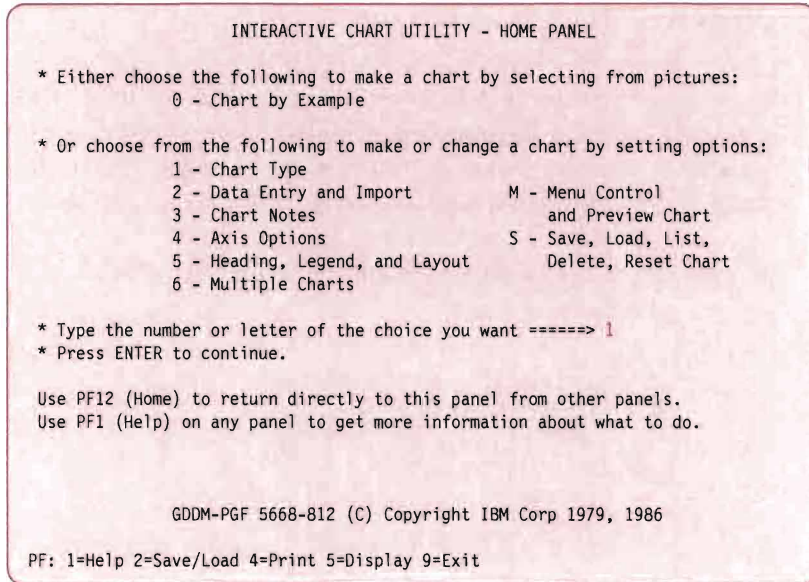 INTERACTIVE CHART UTILITY - HOME PANEL
* Either choose the following to make a chart by selecting from pictures:
0 - Chart by Example
* Or choose from the following to make or change a chart by setting options:
1 - Chart Type
2 - Data Entry and Import M - Menu Control
3 - Chart Notes and Preview Chart
4 - Axis Options S - Save, Load, List,
5 - Heading, Legend, and Layout Delete, Reset Chart
6 - Multiple Charts
* Type the number or letter of the choice you want ======> 1
* Press ENTER to continue.
Use PF12 (Home) to return directly to this panel from other panels.
Use PF1 (Help) on any panel to get more information about what to do.
GDDM-PGF 5668-812 (C) Copyright IBM Corp 1979, 1986
PF: 1=Help 2=Save/Load 4=Print 5=Display 9=Exit